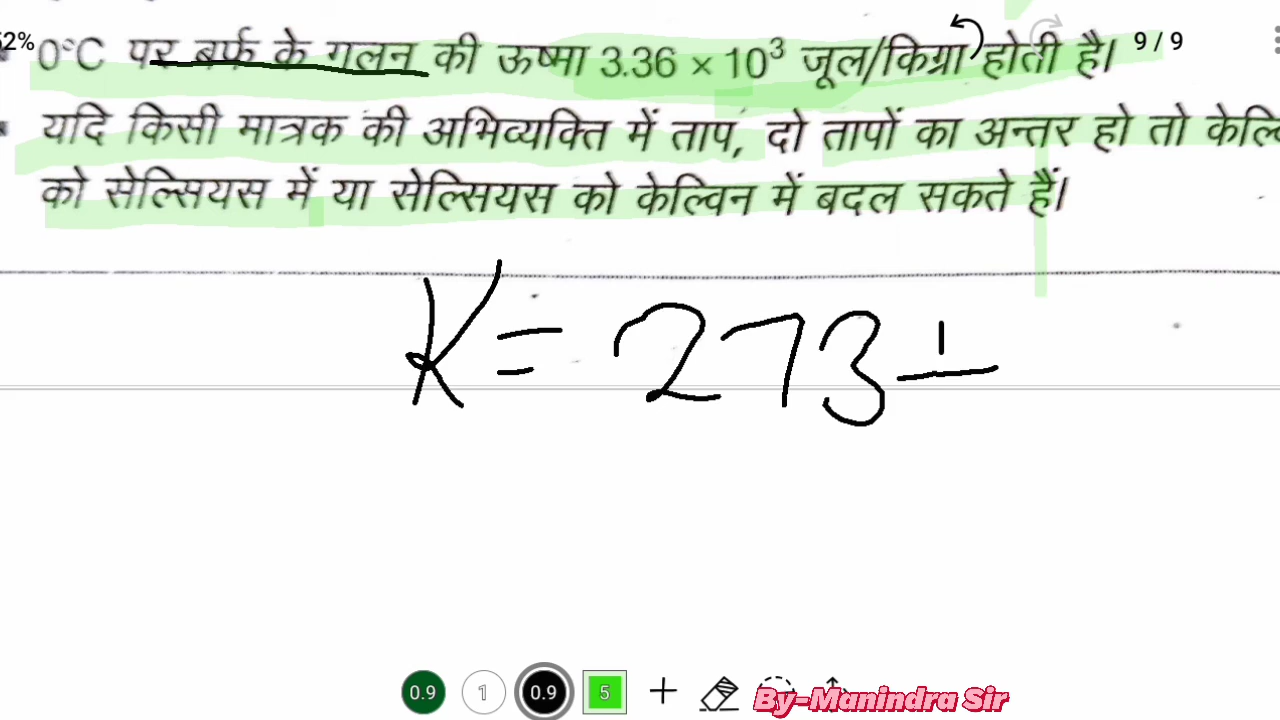 52%
0°C पर बर्फ के गलन की ऊष्मा 3.36 × 10³ जूल/किग्रा होती है।
9 / 9
यदि किसी मात्रक की अभिव्यक्ति में ताप, दो तापों का अन्तर हो तो
को सेल्सियस में या सेल्सियस को केल्विन में बदल सकते हैं।
K = 273 +
0.9 1 0.9 5
By-Manindra Sir